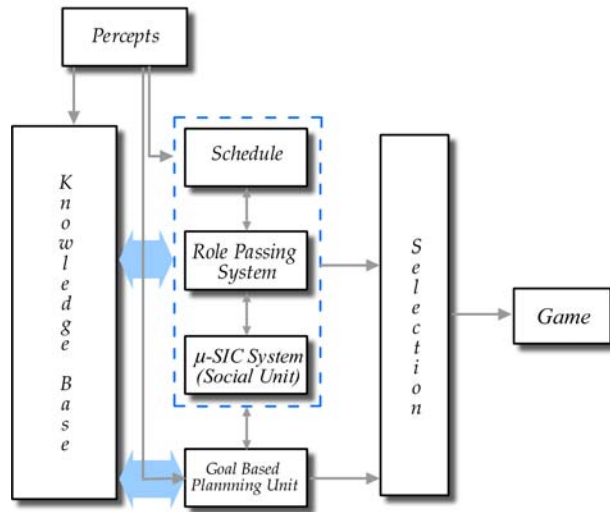 Percepts
Knowledge Base
Schedule
Role Passing
System
μ-SIC System
(Social Unit)
Goal Based
Plannning Unit
Selection
Game